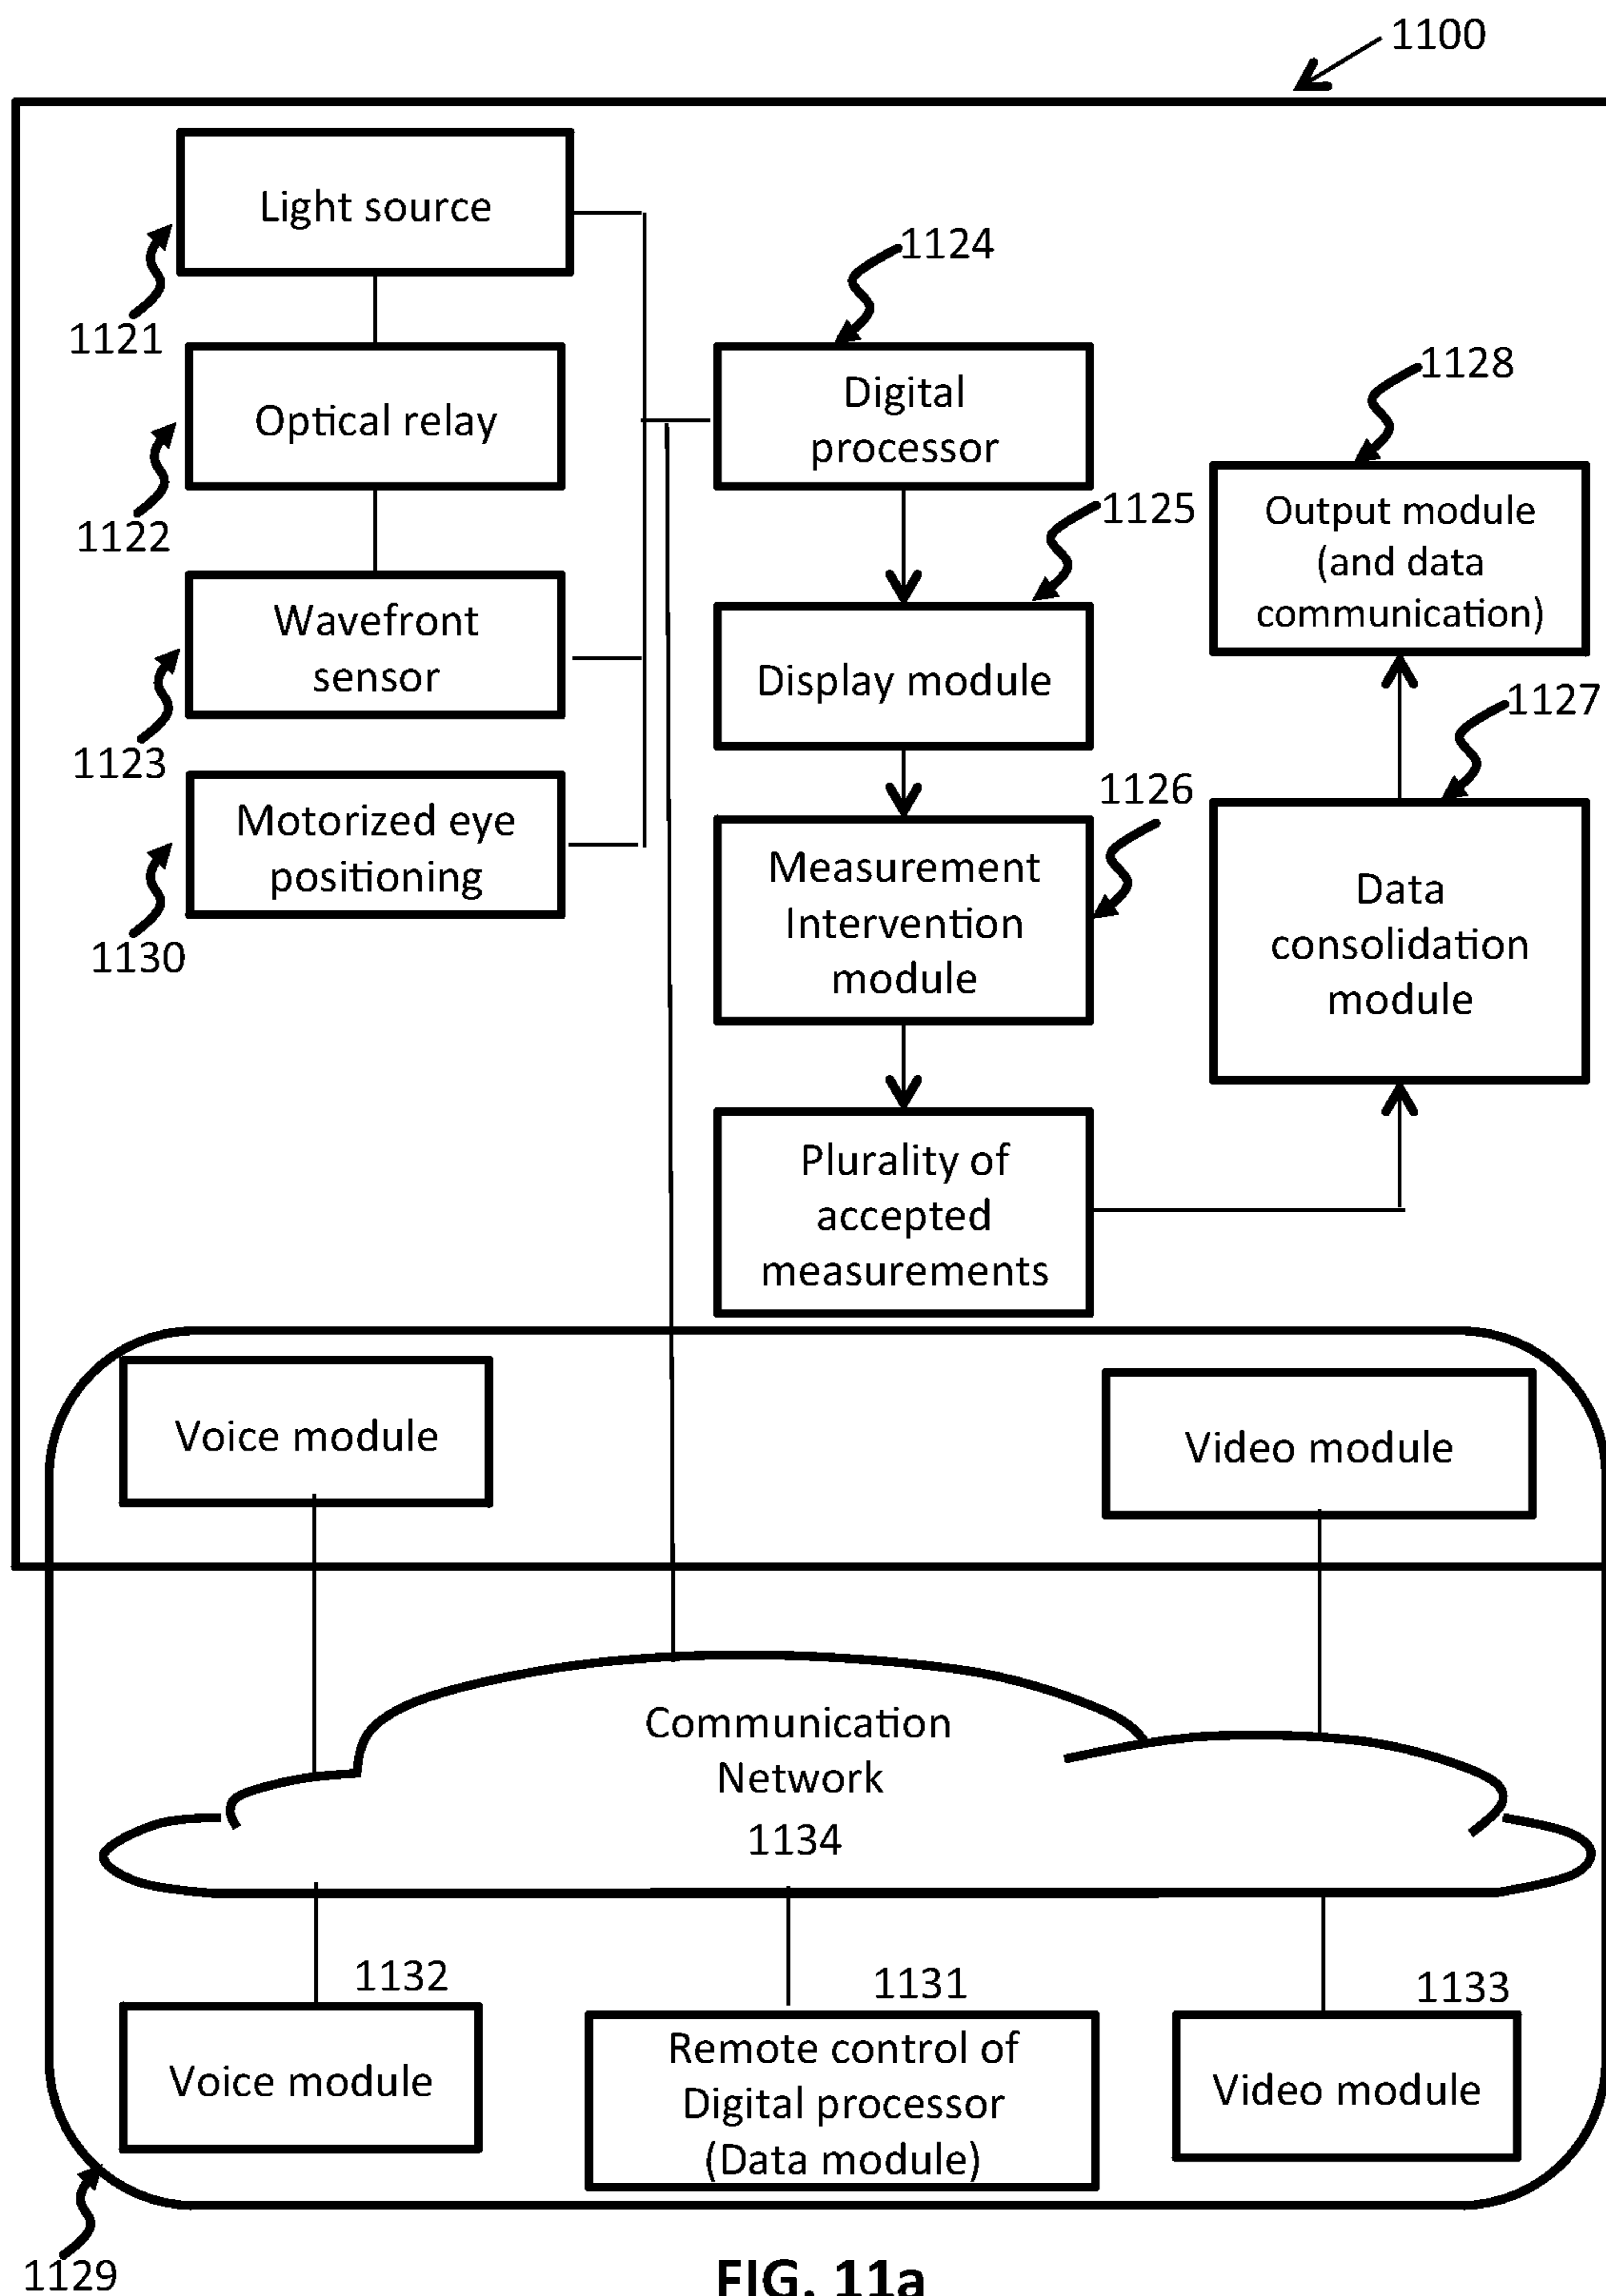 1100
Light source
1121
Optical relay
1122
Wavefront
sensor
1123
Motorized eye
positioning
1130
1124
Digital
processor
1125
Display module
1126
Measurement
Intervention
module
Plurality of
accepted
measurements
1128
Output module
(and data
communication)
1127
Data
consolidation
module
Voice module
Video module
Communication
Network
1134
1132
Voice module
1131
Remote control of
Digital processor
(Data module)
1133
Video module
1129
FIG. 11a